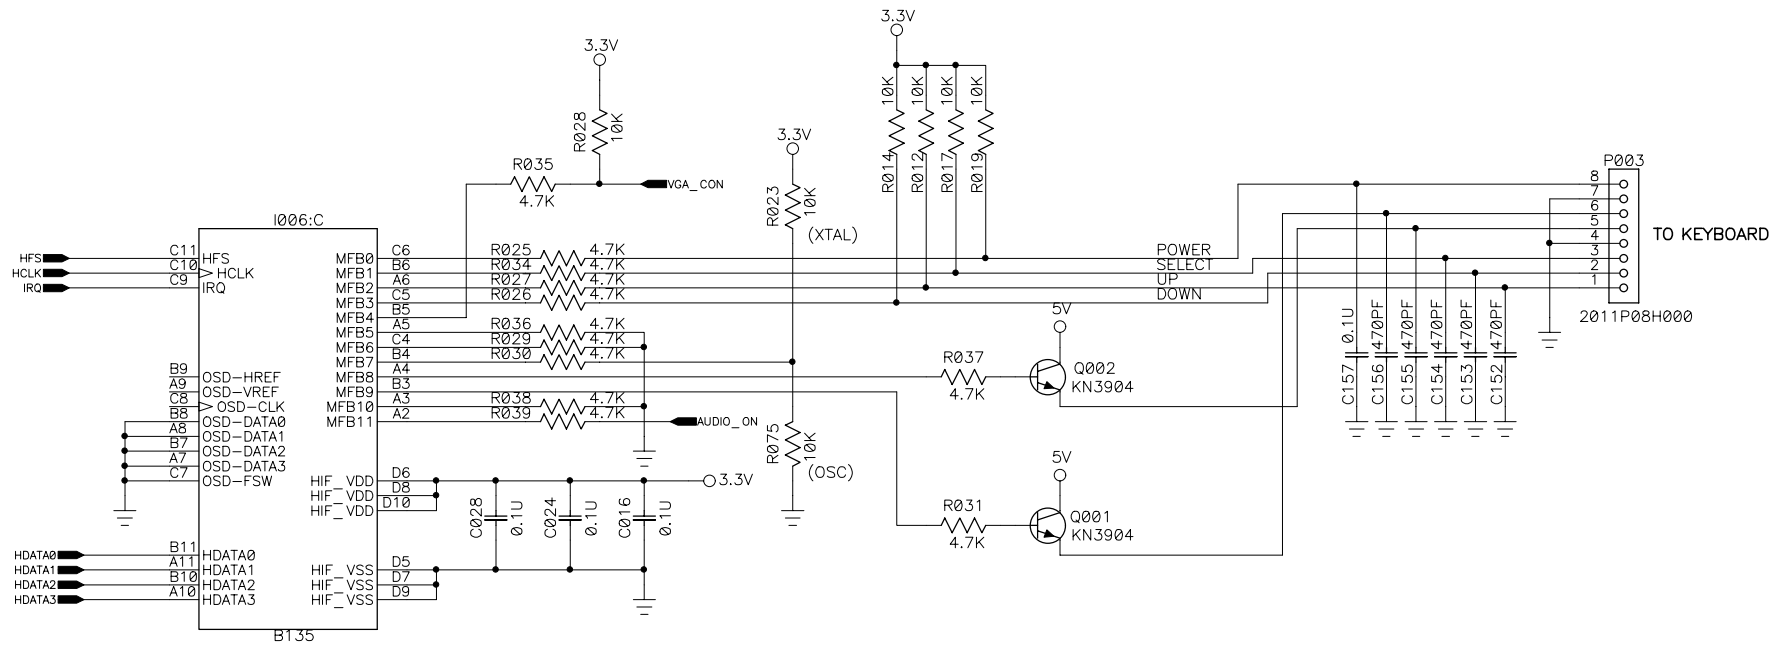 3.3V
3.3V
R028
10K
3.3V
10K
10K
10K
10K
R014
R012
R017
R019
R035
4.7K
VGA_CON
R023
10K
(XTAL)
P003
8
7
6
5
4
3
2
1
TO KEYBOARD
2011P08H000
I006:C
HFS
C11
HFS
HCLK
C10
HCLK
IRQ
C9
IRQ
MFB0
C6
R025
4.7K
POWER
MFB1
B6
R034
4.7K
SELECT
MFB2
A6
R027
4.7K
UP
MFB3
C5
R026
4.7K
DOWN
MFB4
B5
MFB5
A5
R036
4.7K
MFB6
C4
R029
4.7K
MFB7
B4
R030
4.7K
MFB8
A4
MFB9
B3
MFB10
A3
R038
4.7K
MFB11
A2
R039
4.7K
AUDIO_ON
5V
R037
4.7K
Q002
KN3904
C157
0.1U
C156
470PF
C155
470PF
C154
470PF
C153
470PF
C152
470PF
B9
OSD-HREF
A9
OSD-VREF
C8
OSD-CLK
B8
OSD-DATA0
A8
OSD-DATA1
B7
OSD-DATA2
A7
OSD-DATA3
C7
OSD-FSW
R075
10K
(OSC)
HIF_VDD
D6
HIF_VDD
D8
HIF_VDD
D10
3.3V
C028
0.1U
C024
0.1U
C016
0.1U
5V
R031
4.7K
Q001
KN3904
HDATA0
B11
HDATA0
HDATA1
A11
HDATA1
HDATA2
B10
HDATA2
HDATA3
A10
HDATA3
HIF_VSS
D5
HIF_VSS
D7
HIF_VSS
D9
B135